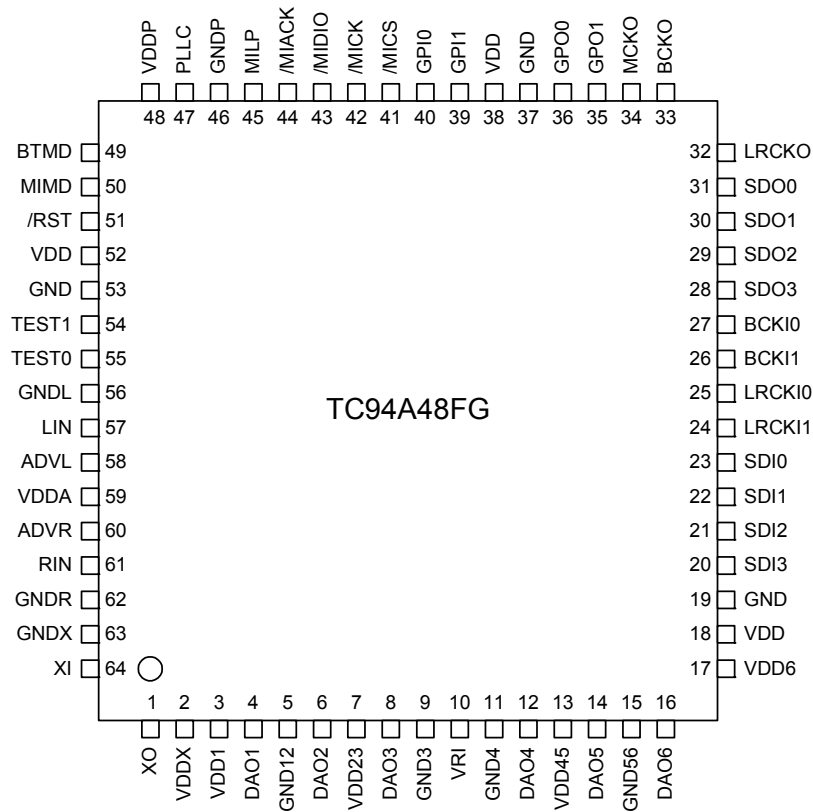 VDDP PLLC GNDP MILP /MIACK /MIDIO /MICK /MICS GPI0 GPI1 VDD GND GPO0 GPO1 MCKO BCKO
48 47 46 45 44 43 42 41 40 39 38 37 36 35 34 33
BTMD 49 32 LRCKO
MIMD 50 31 SDO0
/RST 51 30 SDO1
VDD 52 29 SDO2
GND 53 28 SDO3
TEST1 54 27 BCKI0
TEST0 55 26 BCKI1
GNDL 56 25 LRCKI0
TC94A48FG
LIN 57 24 LRCKI1
ADVL 58 23 SDI0
VDDA 59 22 SDI1
ADVR 60 21 SDI2
RIN 61 20 SDI3
GNDR 62 19 GND
GNDX 63 18 VDD
XI 64 17 VDD6
1 2 3 4 5 6 7 8 9 10 11 12 13 14 15 16
XO VDDX VDD1 DAO1 GND12 DAO2 VDD23 DAO3 GND3 VRI GND4 DAO4 VDD45 DAO5 GND56 DAO6